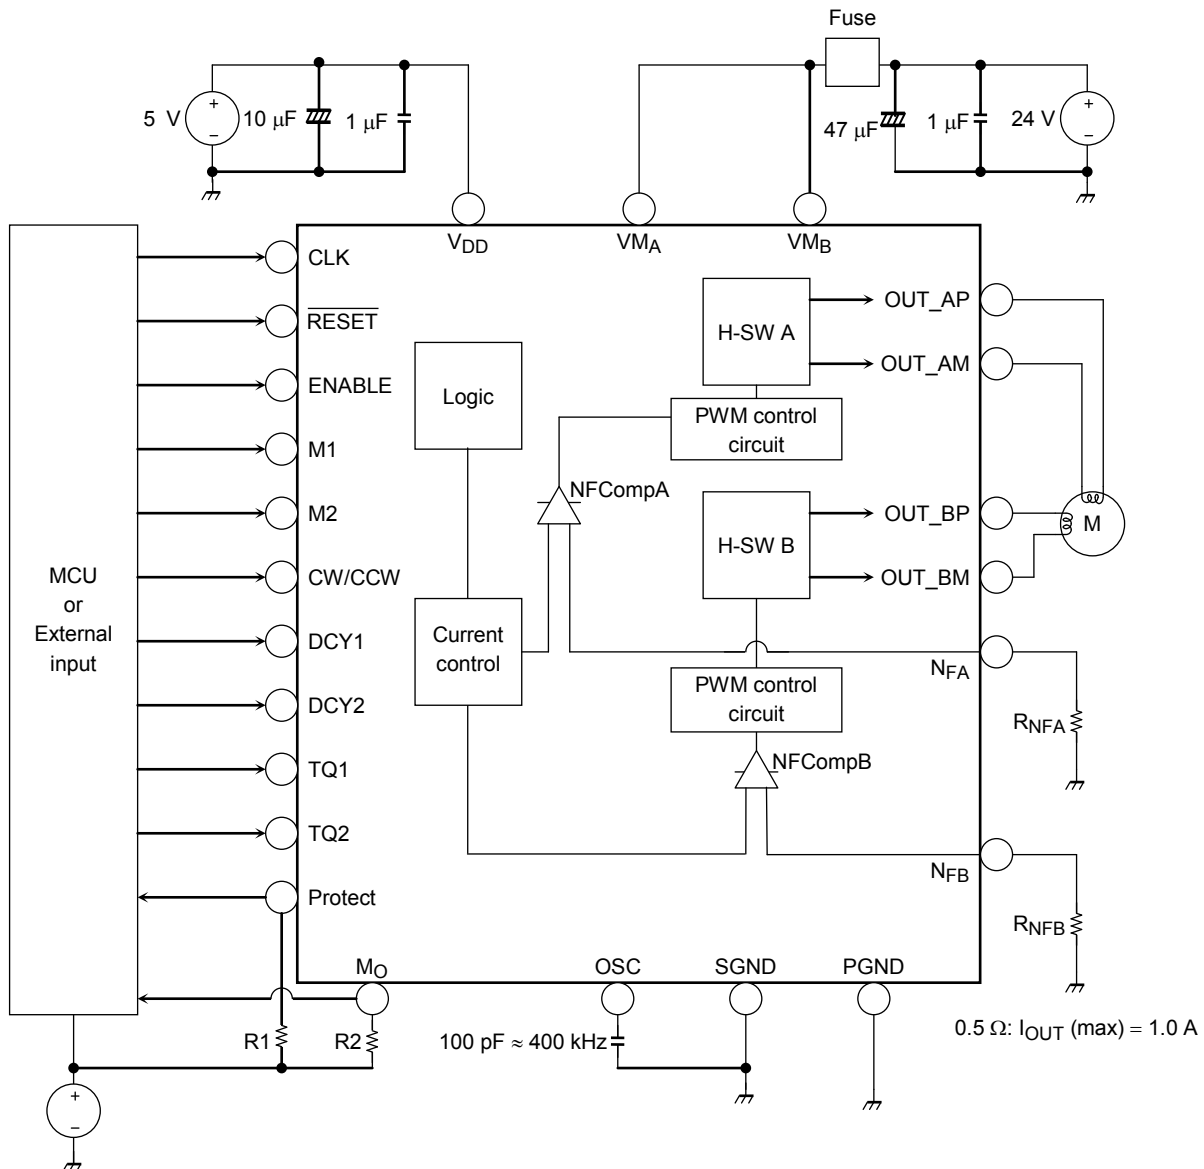 Fuse
5 V
10 μF
1 μF
47 μF
1 μF
24 V
+
−
+
−
VDD
VMA
VMB
CLK
RESET
ENABLE
M1
M2
CW/CCW
DCY1
DCY2
TQ1
TQ2
Protect
MCU
or
External
input
Logic
Current
control
H-SW A
PWM control
circuit
NFCompA
H-SW B
PWM control
circuit
NFCompB
OUT_AP
OUT_AM
OUT_BP
OUT_BM
M
NFA
RNFA
NFB
RNFB
MO
OSC
SGND
PGND
R1
R2
100 pF ≈ 400 kHz
0.5 Ω: IOUT (max) = 1.0 A
+
−